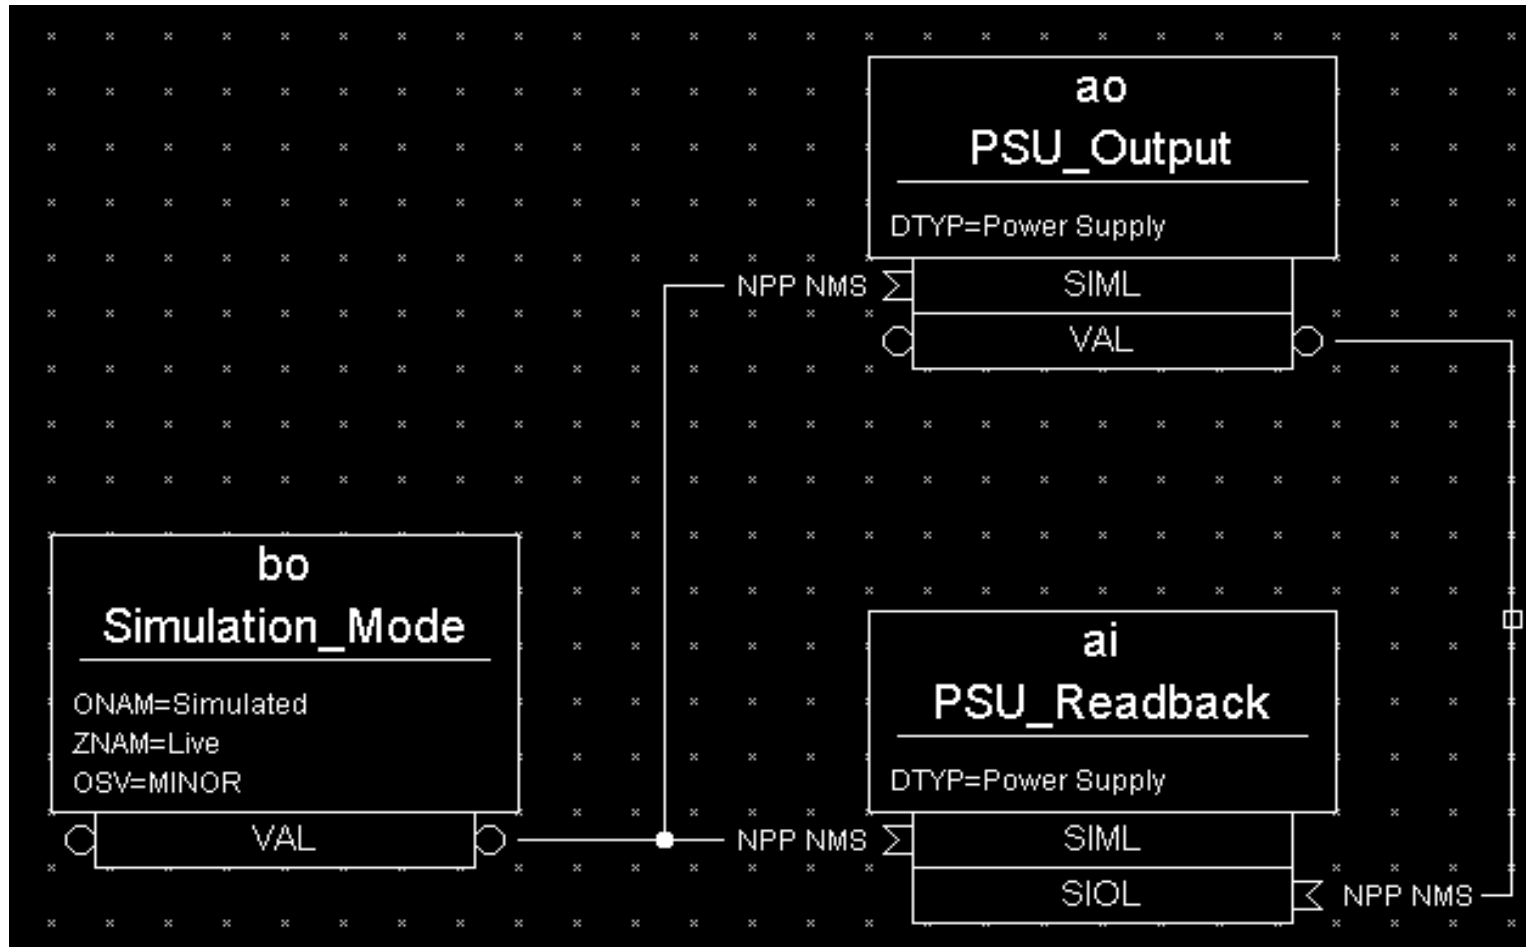 ao
PSU_Output
DTYP=Power Supply
NPP NMS
SIML
VAL
bo
Simulation_Mode
ONAM=Simulated
ZNAM=Live
OSV=MINOR
VAL
ai
PSU_Readback
DTYP=Power Supply
NPP NMS
SIML
SIOL
NPP NMS